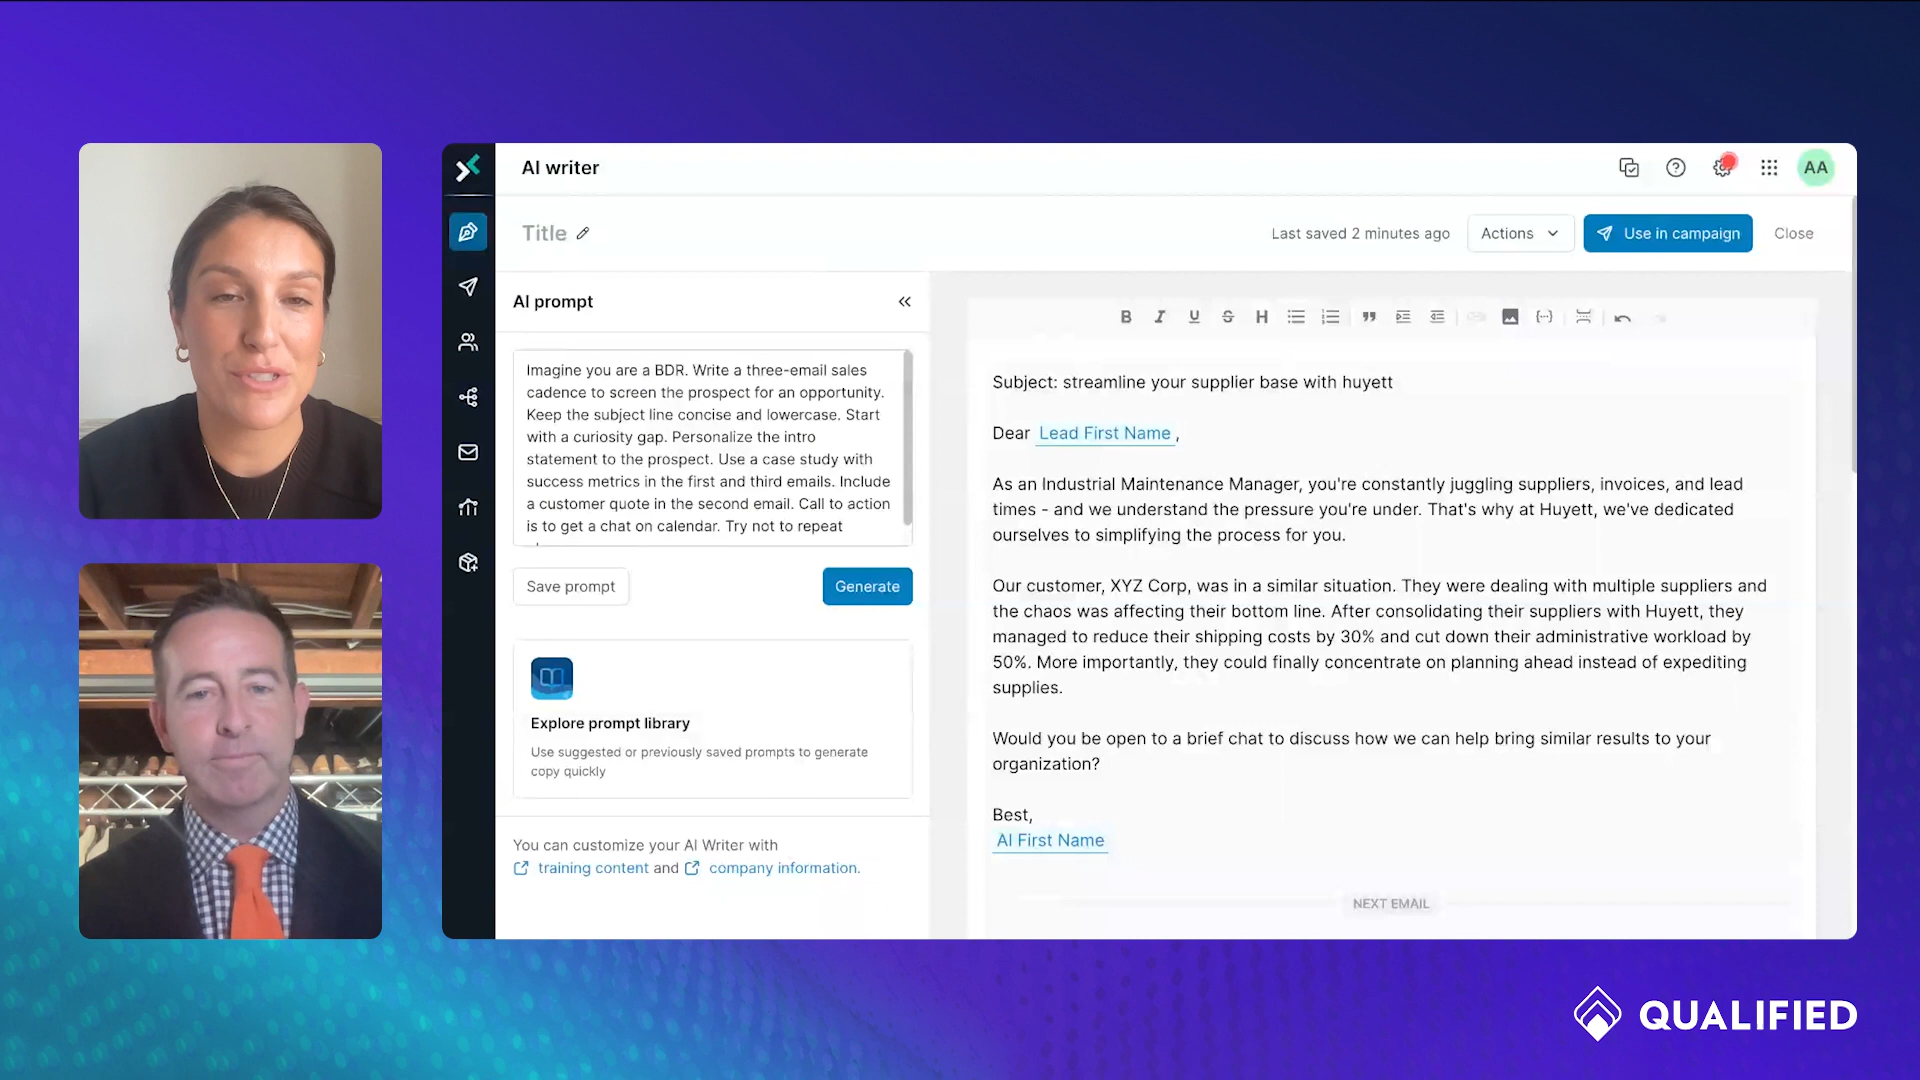 AI writer
AA
Title
Last saved 2 minutes ago
Actions
Use in campaign
Close
AI prompt
Imagine you are a BDR. Write a three-email sales
cadence to screen the prospect for an opportunity.
Keep the subject line concise and lowercase. Start
with a curiosity gap. Personalize the intro
statement to the prospect. Use a case study with
success metrics in the first and third emails. Include
a customer quote in the second email. Call to action
is to get a chat on calendar. Try not to repeat
Save prompt
Generate
Explore prompt library
Use suggested or previously saved prompts to generate
copy quickly
You can customize your AI Writer with
training content and company information.
B I U S H
Subject: streamline your supplier base with huyett
Dear Lead First Name,
As an Industrial Maintenance Manager, you're constantly juggling suppliers, invoices, and lead
times - and we understand the pressure you're under. That's why at Huyett, we've dedicated
ourselves to simplifying the process for you.
Our customer, XYZ Corp, was in a similar situation. They were dealing with multiple suppliers and
the chaos was affecting their bottom line. After consolidating their suppliers with Huyett, they
managed to reduce their shipping costs by 30% and cut down their administrative workload by
50%. More importantly, they could finally concentrate on planning ahead instead of expediting
supplies.
Would you be open to a brief chat to discuss how we can help bring similar results to your
organization?
Best,
AI First Name
NEXT EMAIL
QUALIFIED